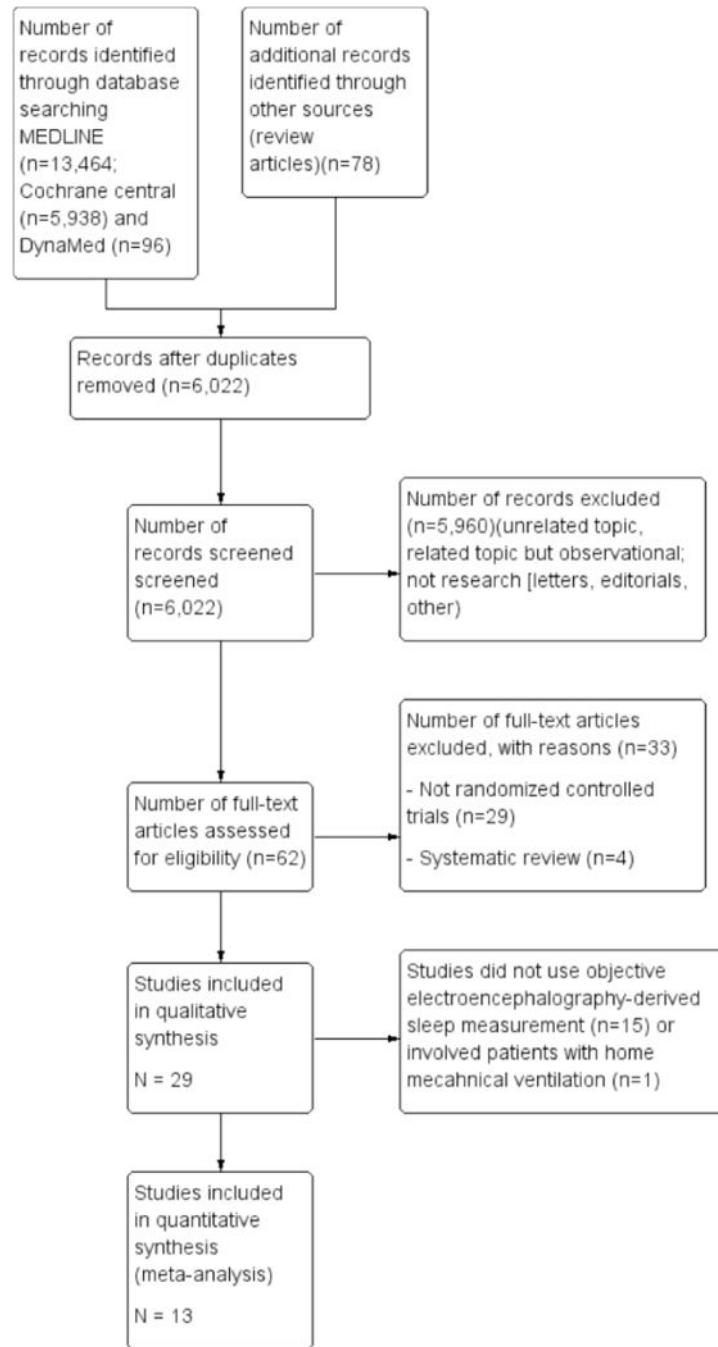 Number of
records identified
through database
searching
MEDLINE
(n=13,464;
Cochrane central
(n=5,938) and
DynaMed (n=96)
Number of
additional records
identified through
other sources
(review
articles)(n=78)
Records after duplicates
removed (n=6,022)
Number of
records screened
screened
(n=6,022)
Number of records excluded
(n=5,960)(unrelated topic,
related topic but observational;
not research [letters, editorials,
other)
Number of full-text
articles assessed
for eligibility (n=62)
Number of full-text articles
excluded, with reasons (n=33)
- Not randomized controlled
trials (n=29)
- Systematic review (n=4)
Studies included
in qualitative
synthesis
N = 29
Studies did not use objective
electroencephalography-derived
sleep measurement (n=15) or
involved patients with home
mecahnical ventilation (n=1)
Studies included
in quantitative
synthesis
(meta-analysis)
N = 13